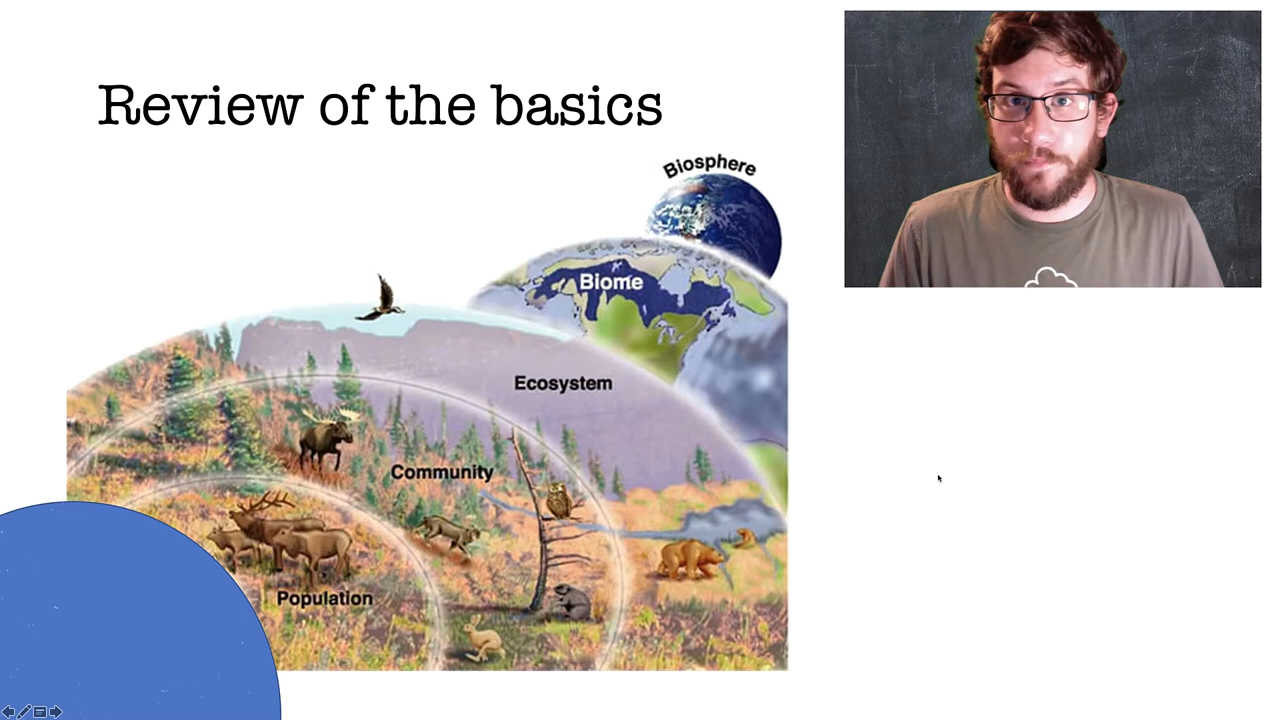 Review of the basics
Biosphere
Biome
Ecosystem
Community
Population